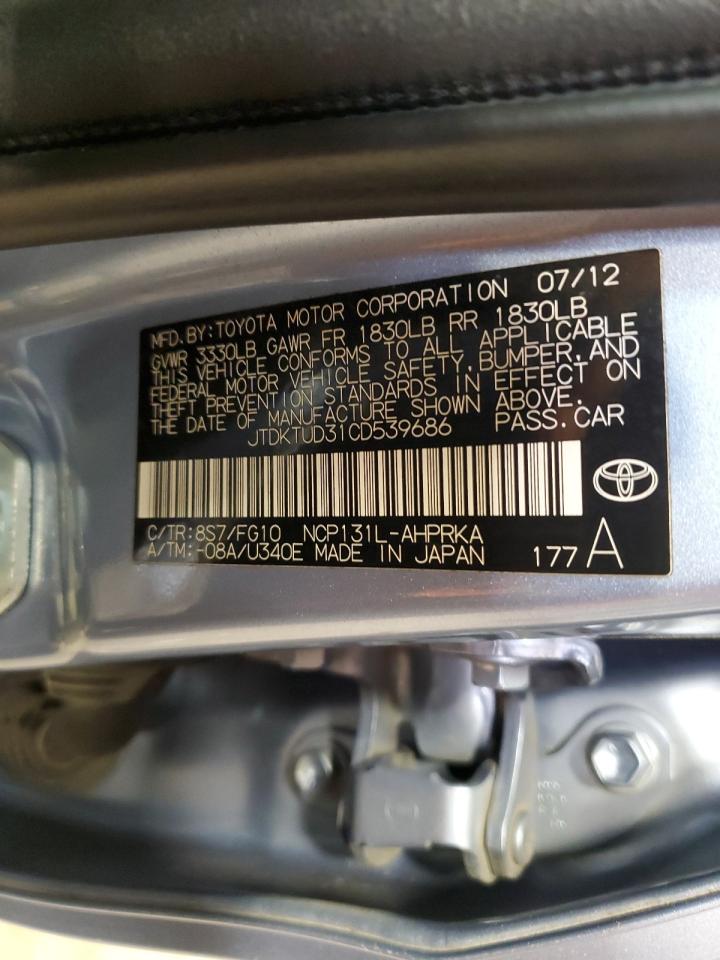 MFD.BY:TOYOTA MOTOR CORPORATION 07/12
GVWR 3330LB GAWR FR 1830LB RR 1830LB
THIS VEHICLE CONFORMS TO ALL APPLICABLE
FEDERAL MOTOR VEHICLE SAFETY,BUMPER,AND
THEFT PREVENTION STANDARDS IN EFFECT ON
THE DATE OF MANUFACTURE SHOWN ABOVE.
JTDKTUD31CD539686 PASS.CAR
C/TR:8S7/FG10 NCP131L-AHPRKA
A/TM:-08A/U340E MADE IN JAPAN 177 A